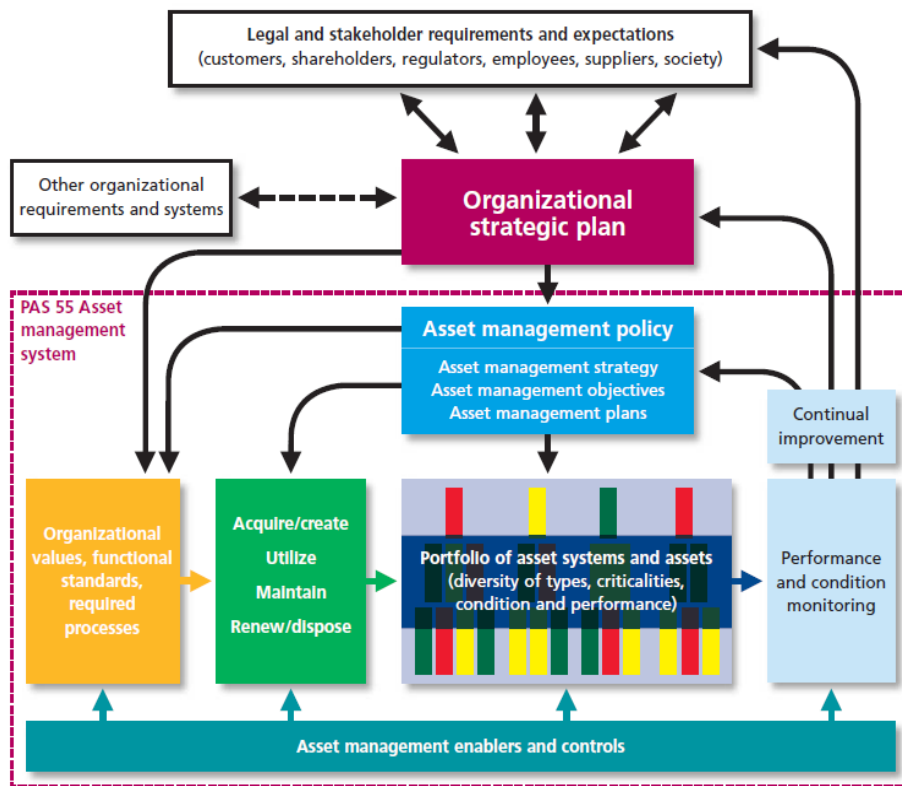 Legal and stakeholder requirements and expectations
(customers, shareholders, regulators, employees, suppliers, society)
Other organizational
requirements and systems
Organizational
strategic plan
PAS 55 Asset
management
system
Asset management policy
Asset management strategy
Asset management objectives
Asset management plans
Continual
improvement
Organizational
values, functional
standards,
required
processes
Acquire/create
Utilize
Maintain
Renew/dispose
Portfolio of asset systems and assets
(diversity of types, criticalities,
condition and performance)
Performance
and condition
monitoring
Asset management enablers and controls